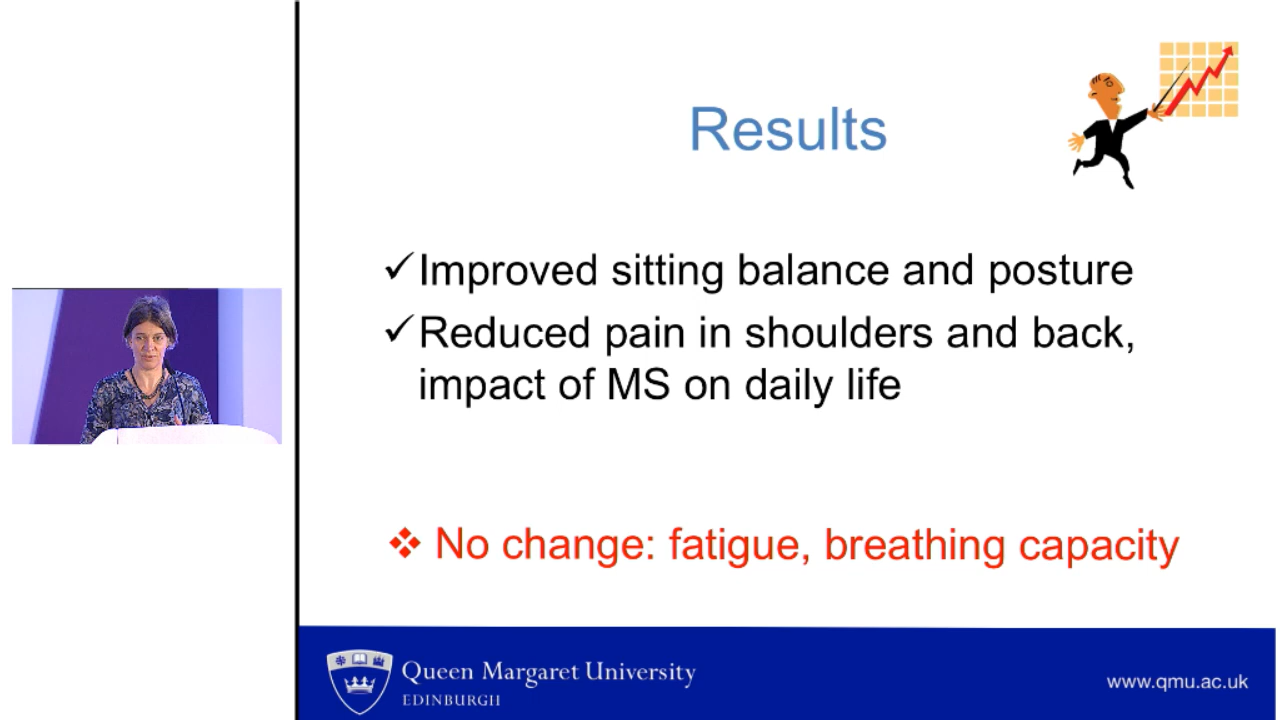 Results
✓Improved sitting balance and posture
✓Reduced pain in shoulders and back,
impact of MS on daily life
❖ No change: fatigue, breathing capacity
Queen Margaret University
EDINBURGH
www.qmu.ac.uk